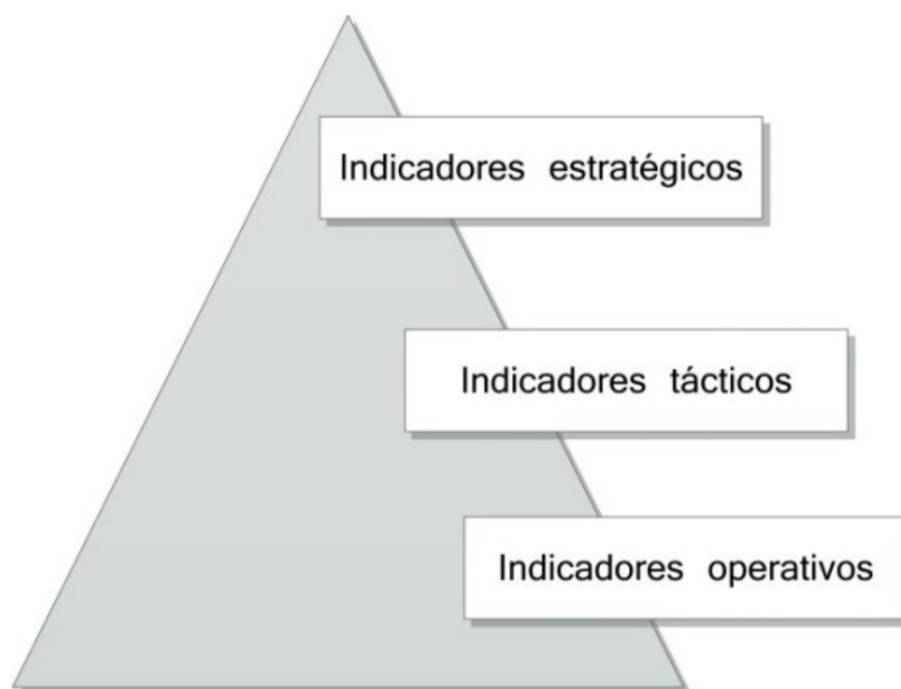 Indicadores estratégicos
Indicadores tácticos
Indicadores operativos